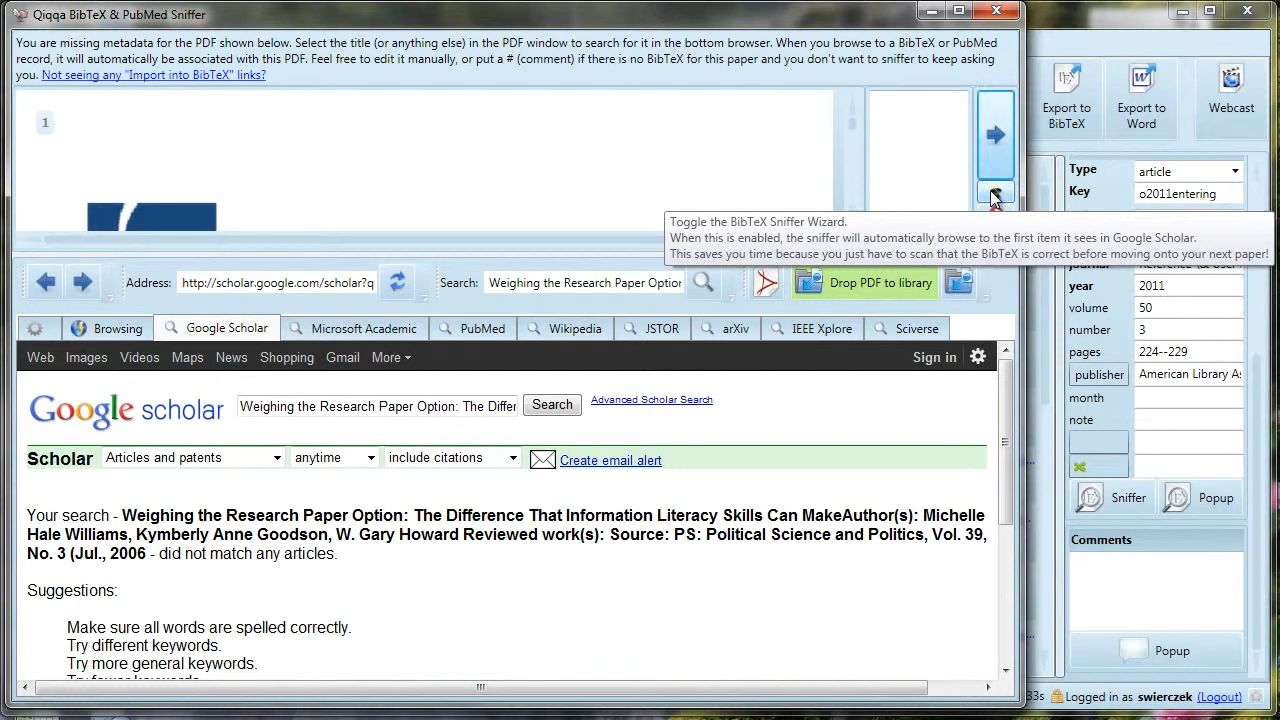 Qiqqa BibTeX & PubMed Sniffer
You are missing metadata for the PDF shown below. Select the title (or anything else) in the PDF window to search for it in the bottom browser. When you browse to a BibTeX or PubMed
record, it will automatically be associated with this PDF. Feel free to edit it manually, or put a # (comment) if there is no BibTeX for this paper and you don't want to sniffer to keep asking
you. Not seeing any "Import into BibTeX" links?
1
Toggle the BibTeX Sniffer Wizard.
When this is enabled, the sniffer will automatically browse to the first item it sees in Google Scholar.
This saves you time because you just have to scan that the BibTeX is correct before moving onto your next paper!
Address: http://scholar.google.com/scholar?q Search: Weighing the Research Paper Option Drop PDF to library
Browsing Google Scholar Microsoft Academic PubMed Wikipedia JSTOR arXiv IEEE Xplore Sciverse
Web Images Videos Maps News Shopping Gmail More Sign in
Google scholar Weighing the Research Paper Option: The Differ Search Advanced Scholar Search
Scholar Articles and patents anytime include citations Create email alert
Your search - Weighing the Research Paper Option: The Difference That Information Literacy Skills Can MakeAuthor(s): Michelle
Hale Williams, Kymberly Anne Goodson, W. Gary Howard Reviewed work(s): Source: PS: Political Science and Politics, Vol. 39,
No. 3 (Jul., 2006 - did not match any articles.
Suggestions:
Make sure all words are spelled correctly.
Try different keywords.
Try more general keywords.
Export to BibTeX
Export to Word
Webcast
Type article
Key o2011entering
year 2011
volume 50
number 3
pages 224--229
publisher American Library As
month
note
Sniffer Popup
Comments
Popup
33s Logged in as swierczek (Logout)